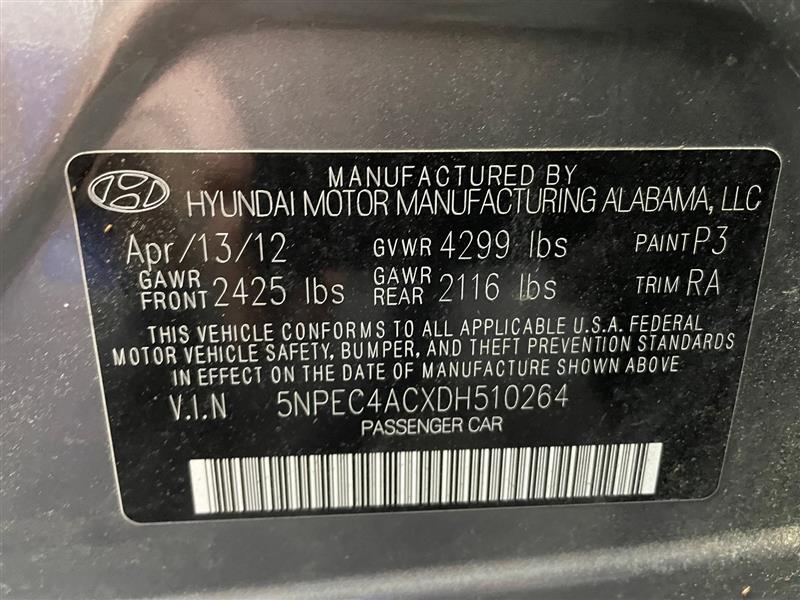 MANUFACTURED BY
HYUNDAI MOTOR MANUFACTURING ALABAMA, LLC
Apr/13/12 GVWR 4299 lbs PAINT P3
GAWR FRONT 2425 lbs GAWR REAR 2116 lbs TRIM RA
THIS VEHICLE CONFORMS TO ALL APPLICABLE U.S.A. FEDERAL
MOTOR VEHICLE SAFETY, BUMPER, AND THEFT PREVENTION STANDARDS
IN EFFECT ON THE DATE OF MANUFACTURE SHOWN ABOVE
V.I.N 5NPEC4ACXDH510264
PASSENGER CAR